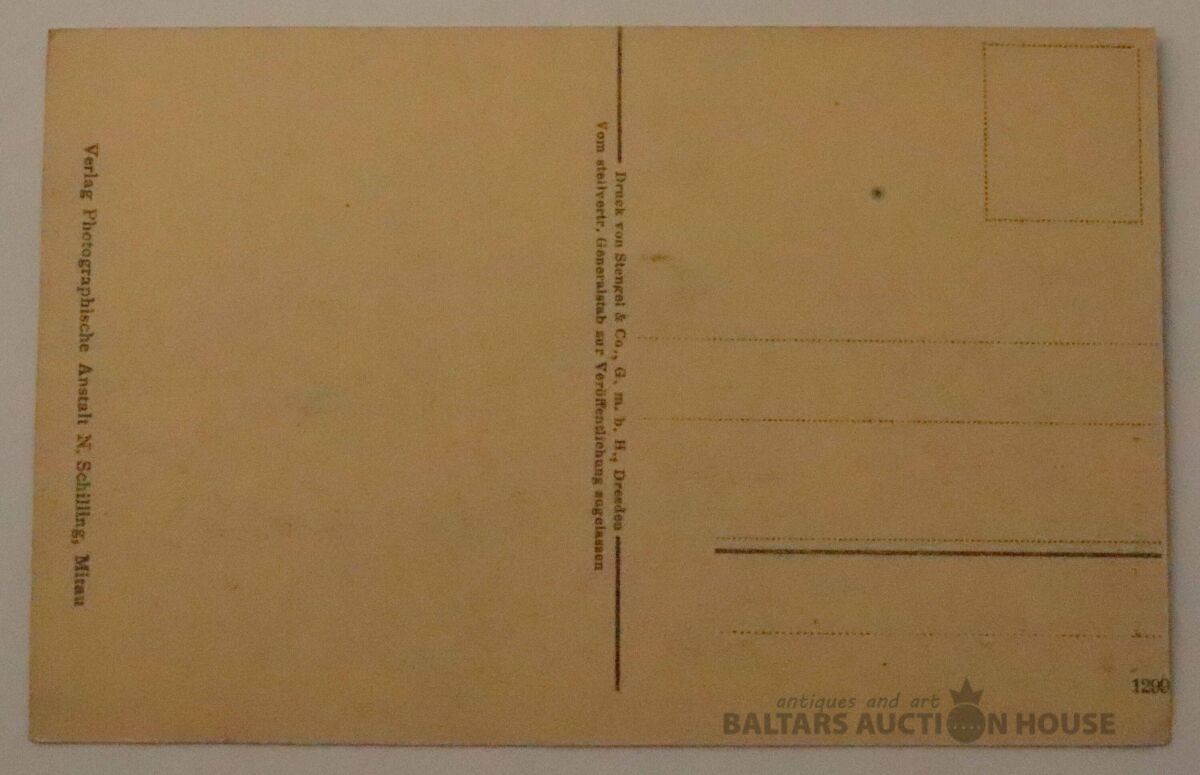 Verlag Photographische Anstalt N. Schilling, Mitau
Druck von Stengel & Co., G. m. b. H., Dresden
Vom stellvertr. Generalstab zur Veröffentlichung zugelassen
1299
antiques and art
BALTARS AUCTION HOUSE